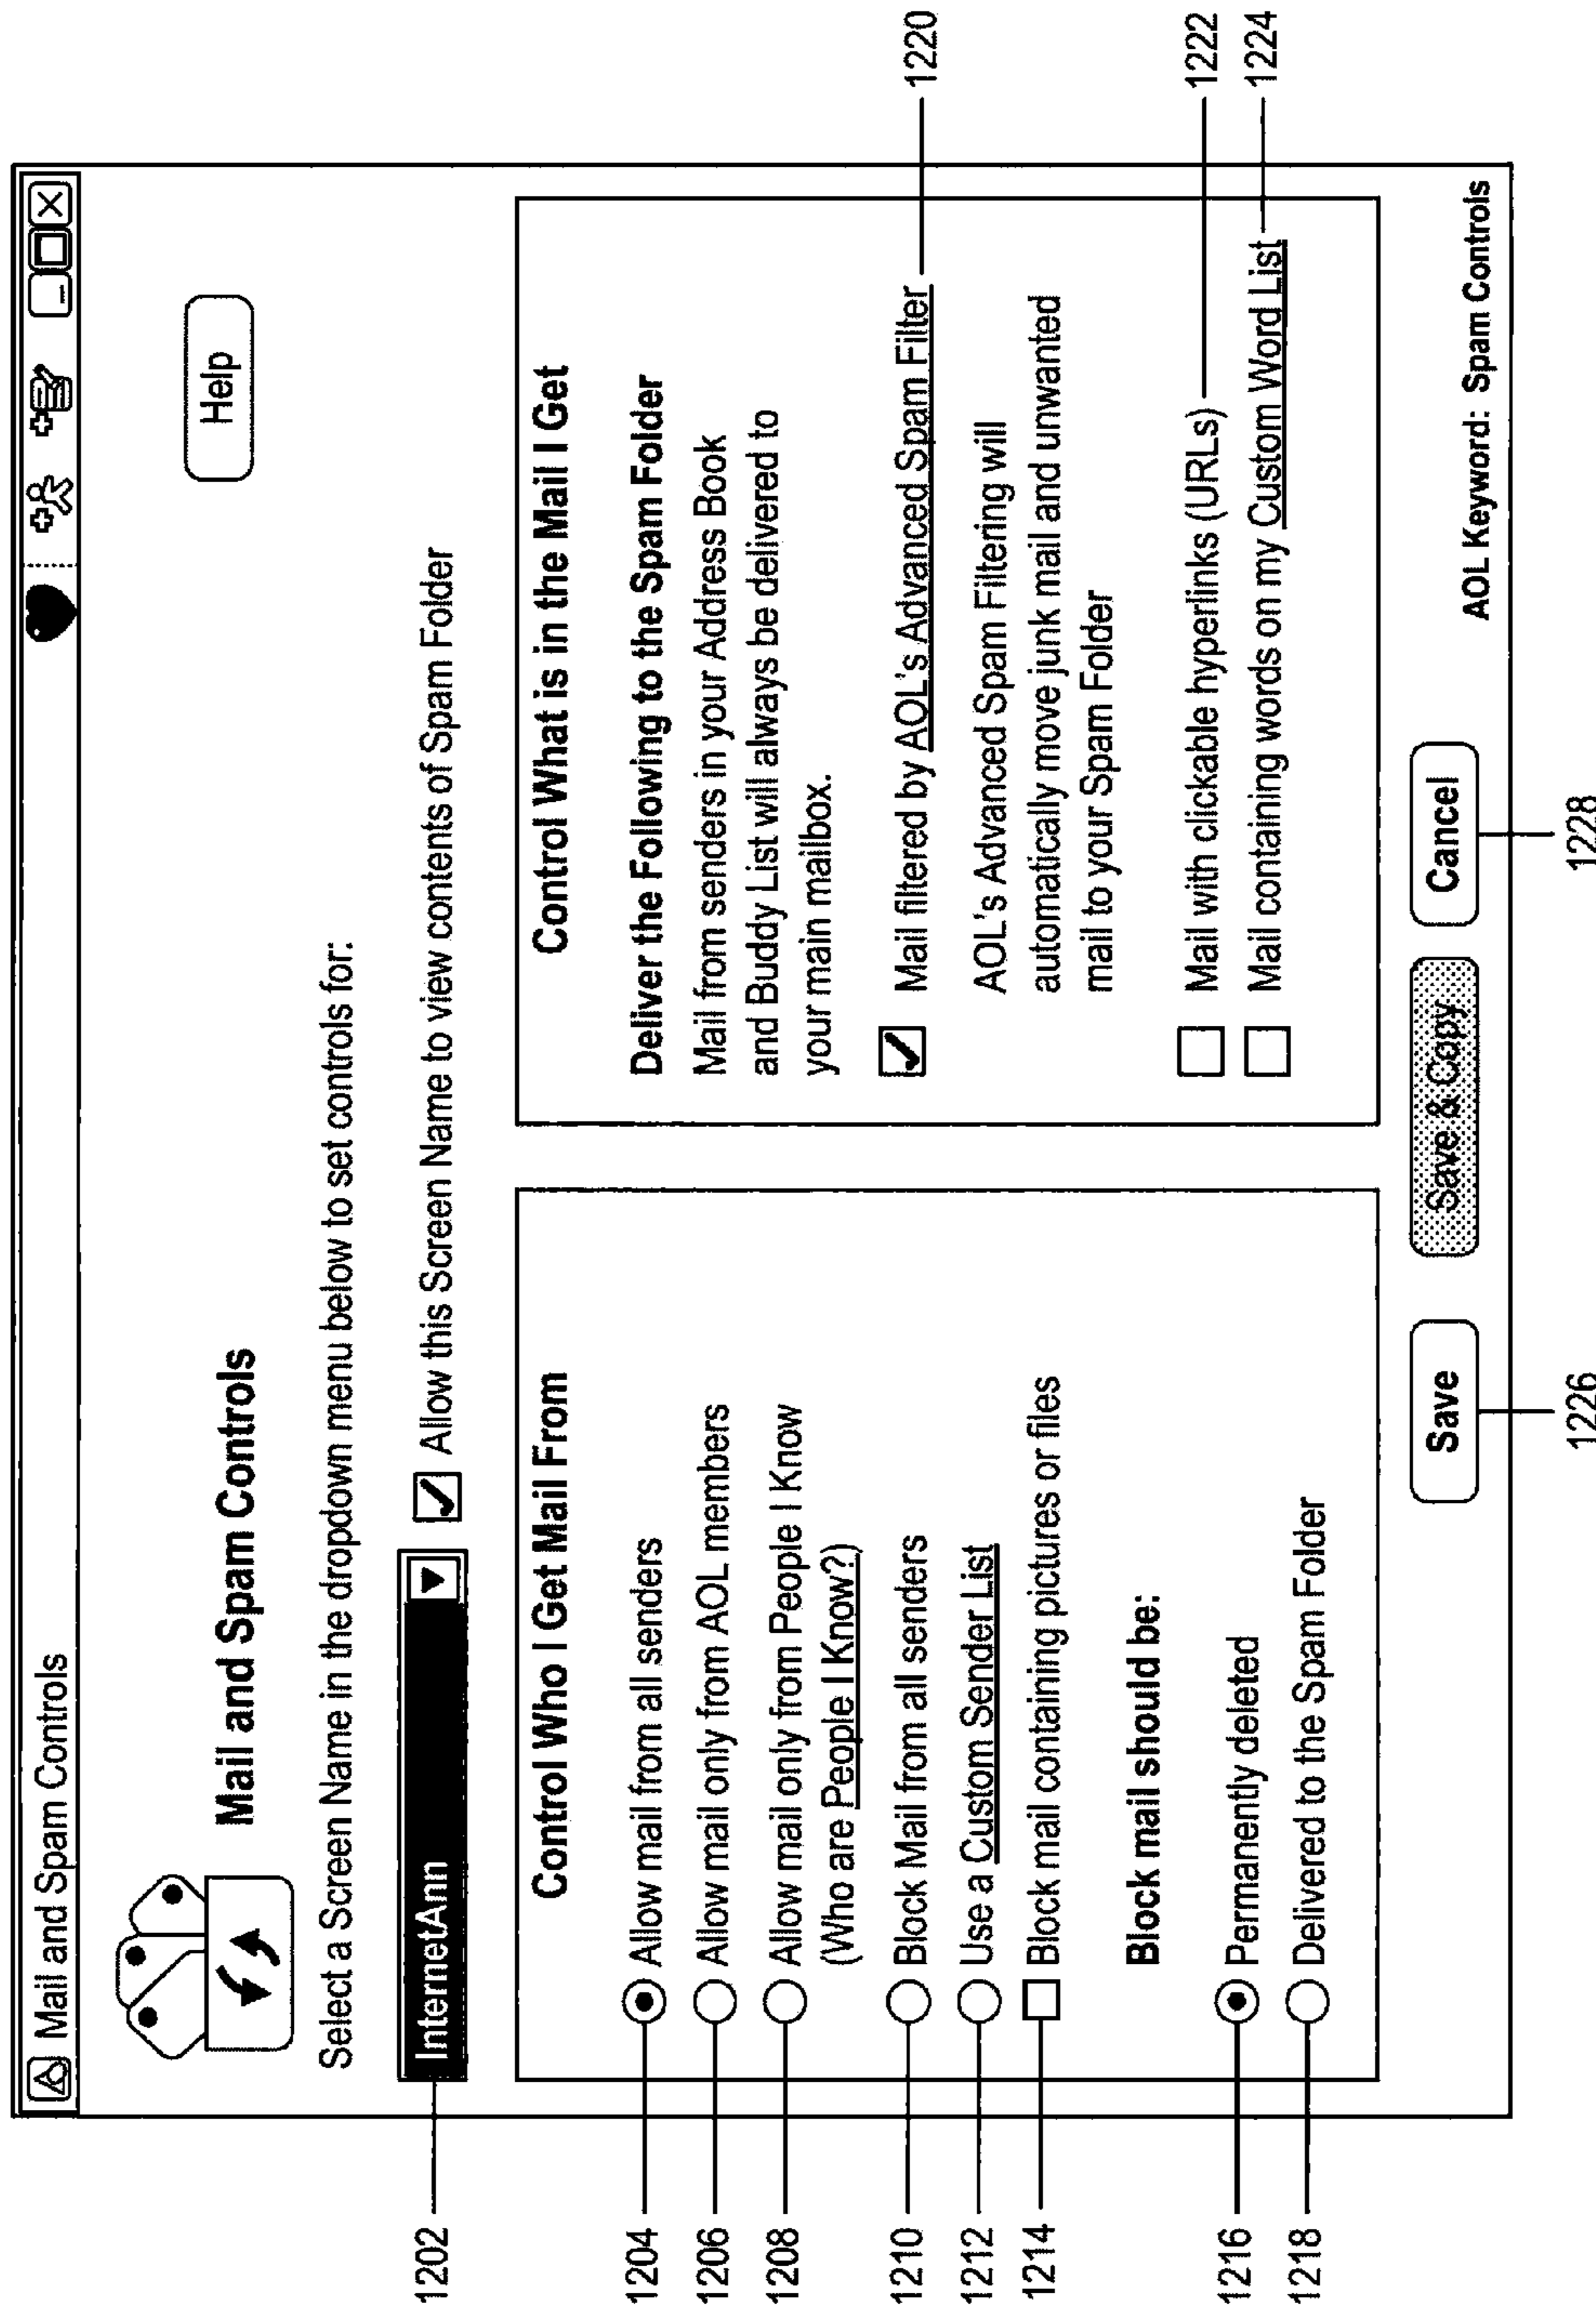 Mail and Spam Controls
Mail and Spam Controls
Help
Select a Screen Name in the dropdown menu below to set controls for:
1202
InternetAnn
Allow this Screen Name to view contents of Spam Folder
Control Who I Get Mail From
1204
Allow mail from all senders
1206
Allow mail only from AOL members
1208
Allow mail only from People I Know
(Who are People I Know?)
1210
Block Mail from all senders
1212
Use a Custom Sender List
1214
Block mail containing pictures or files
Block mail should be:
1216
Permanently deleted
1218
Delivered to the Spam Folder
Control What is in the Mail I Get
Deliver the Following to the Spam Folder
Mail from senders in your Address Book
and Buddy List will always be delivered to
your main mailbox.
Mail filtered by AOL's Advanced Spam Filter
1220
AOL's Advanced Spam Filtering will
automatically move junk mail and unwanted
mail to your Spam Folder
Mail with clickable hyperlinks (URLs)
1222
Mail containing words on my Custom Word List
1224
Save
Save & Copy
Cancel
1226
1228
AOL Keyword: Spam Controls